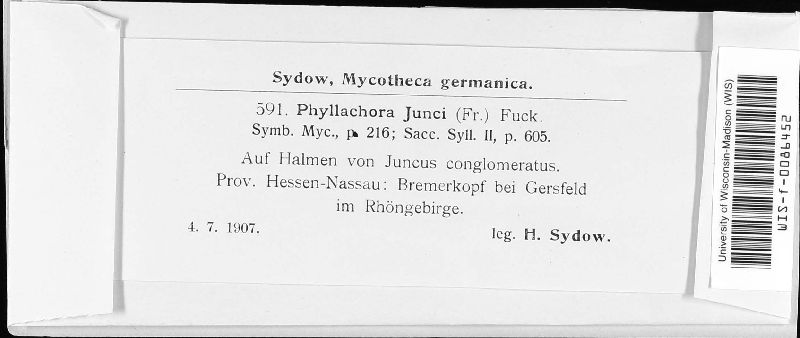 Sydow, Mycotheca germanica.
591. Phyllachora Junci (Fr.) Fuck.
Symb. Myc., p. 216; Sacc. Syll. II, p. 605.
Auf Halmen von Juncus conglomeratus.
Prov. Hessen-Nassau: Bremerkopf bei Gersfeld
im Rhöngebirge.
4. 7. 1907.
leg. H. Sydow.
University of Wisconsin-Madison (WIS)
WIS-f-0086452